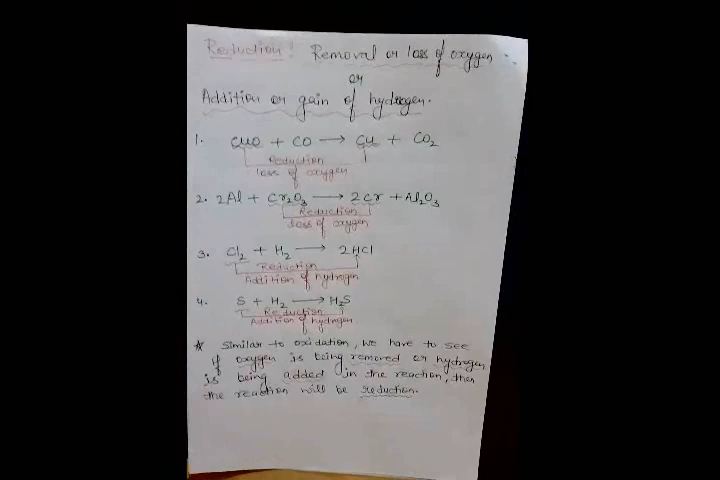 Reduction: Removal or loss of oxygen
or
Addition or gain of hydrogen.
1. CuO + CO → Cu + CO₂
Reduction
loss of oxygen
2. 2Al + Cr₂O₃ → 2Cr + Al₂O₃
Reduction
loss of oxygen
3. Cl₂ + H₂ → 2HCl
Reduction
Addition of hydrogen
4. S + H₂ → H₂S
Reduction
Addition of hydrogen
* Similar to oxidation, we have to see
if oxygen is being removed or hydrogen
is being added in the reaction, then
the reaction will be reduction.